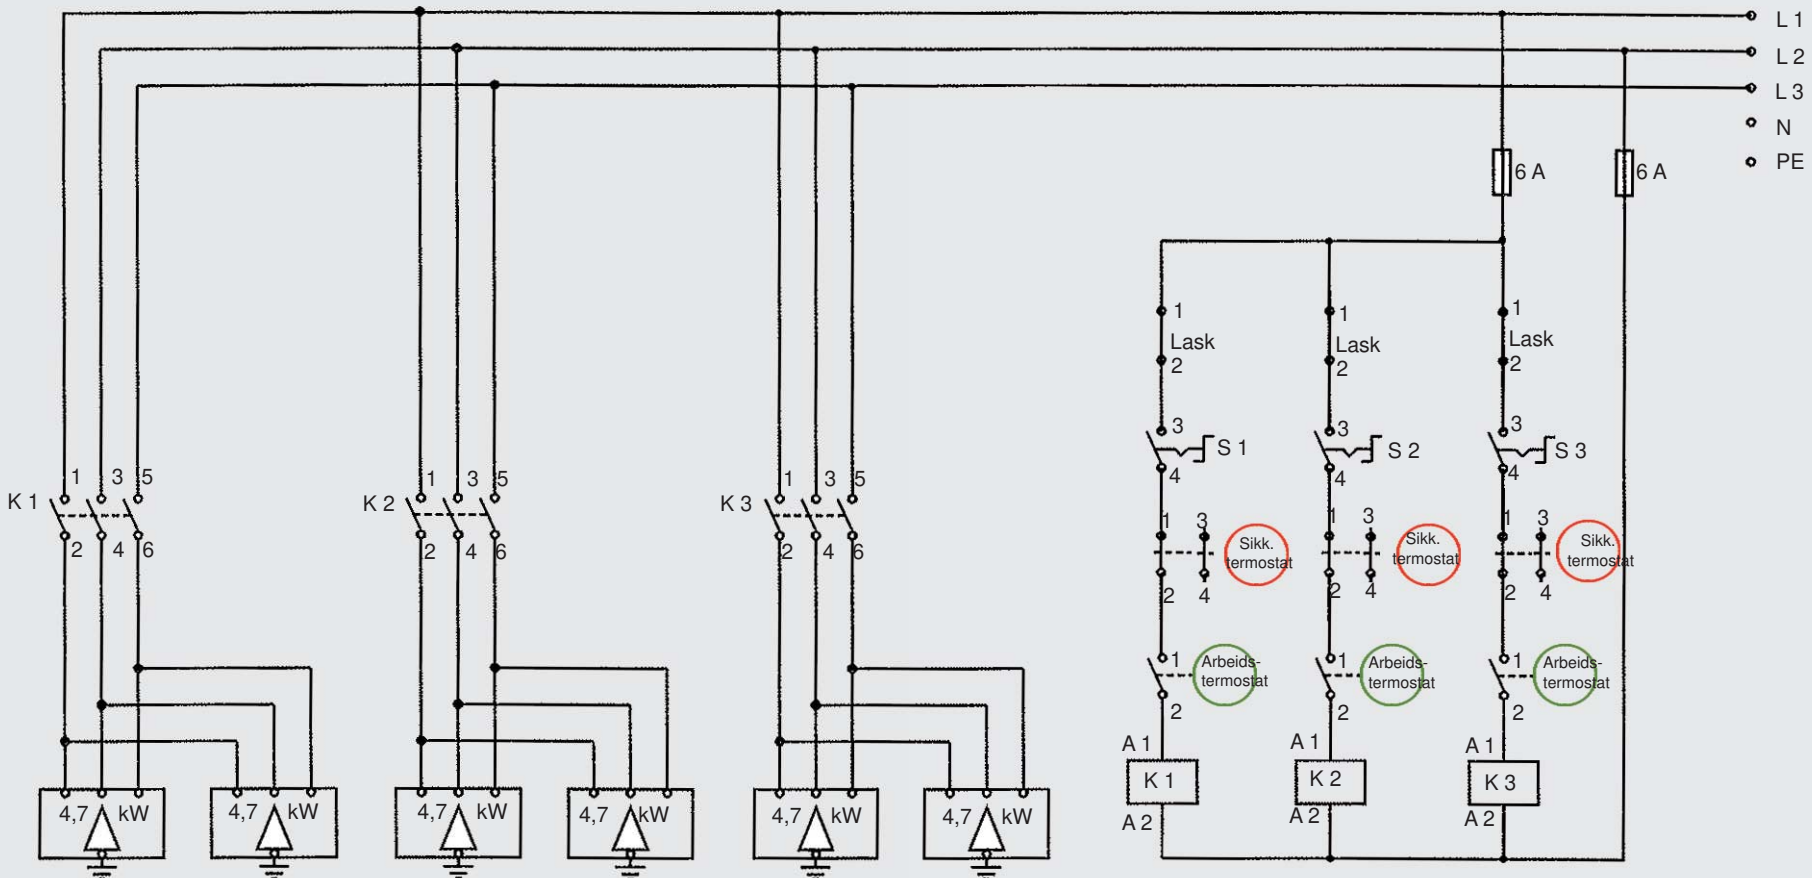 L 1
L 2
L 3
N
PE
6 A 6 A
1 1 1
Lask Lask Lask
2 2 2
3 3 3
S 1 S 2 S 3
4 4 4
1 3 5 1 3 5 1 3 5
K 1 K 2 K 3
2 4 6 2 4 6 2 4 6
1 3 1 3 1 3
Sikk. Sikk. Sikk.
termostat termostat termostat
2 4 2 4 2 4
1 Arbeids- 1 Arbeids- 1 Arbeids-
termostat termostat termostat
2 2 2
A 1 A 1 A 1
K 1 K 2 K 3
A 2 A 2 A 2
4,7 kW 4,7 kW 4,7 kW 4,7 kW 4,7 kW 4,7 kW